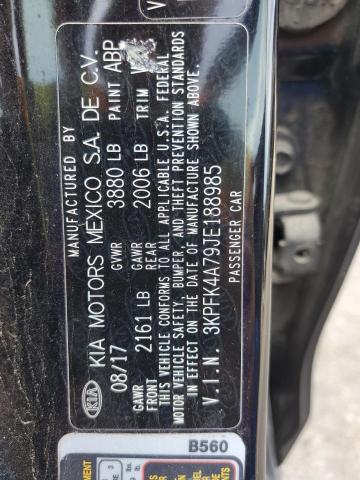 MANUFACTURED BY
KIA KIA MOTORS MEXICO S.A. DE C.V.
08/17 GVWR 3880 LB PAINT ABP
GAWR FRONT 2161 LB GAWR REAR 2006 LB TRIM
THIS VEHICLE CONFORMS TO ALL APPLICABLE U.S.A. FEDERAL
MOTOR VEHICLE SAFETY, BUMPER, AND THEFT PREVENTION STANDARDS
IN EFFECT ON THE DATE OF MANUFACTURE SHOWN ABOVE.
V.I.N. 3KPFK4A79JE188985
PASSENGER CAR
B560